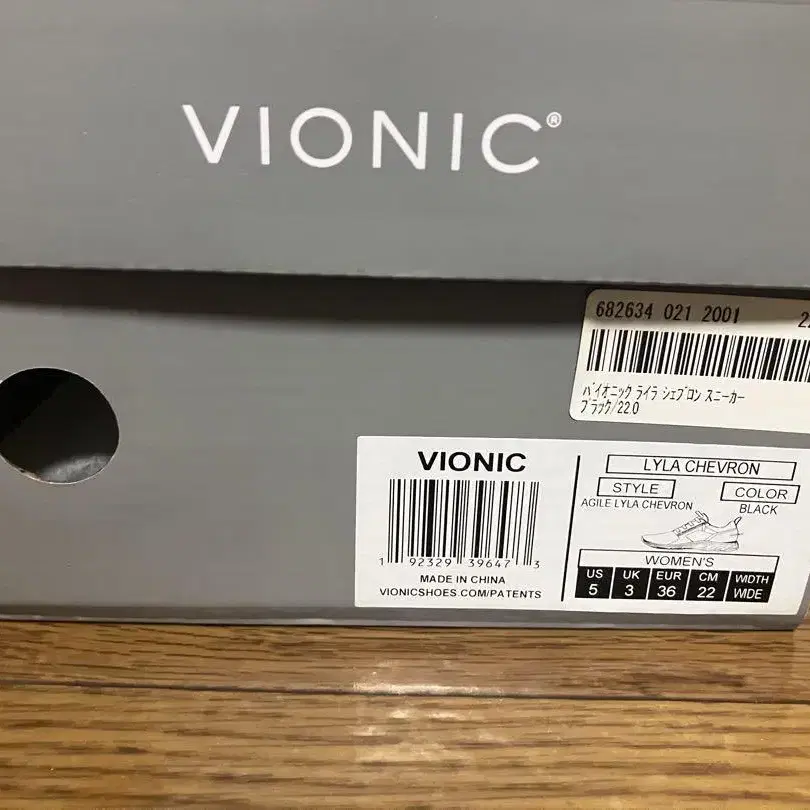 VIONIC®
682634 021 2001
バイオニック ライラ シェブロン スニーカー
ブラック/22.0
VIONIC
1 92329 39647 3
MADE IN CHINA
VIONICSHOES.COM/PATENTS
LYLA CHEVRON
STYLE
AGILE LYLA CHEVRON
COLOR
BLACK
WOMEN'S
US UK EUR CM WIDTH
5 3 36 22 WIDE